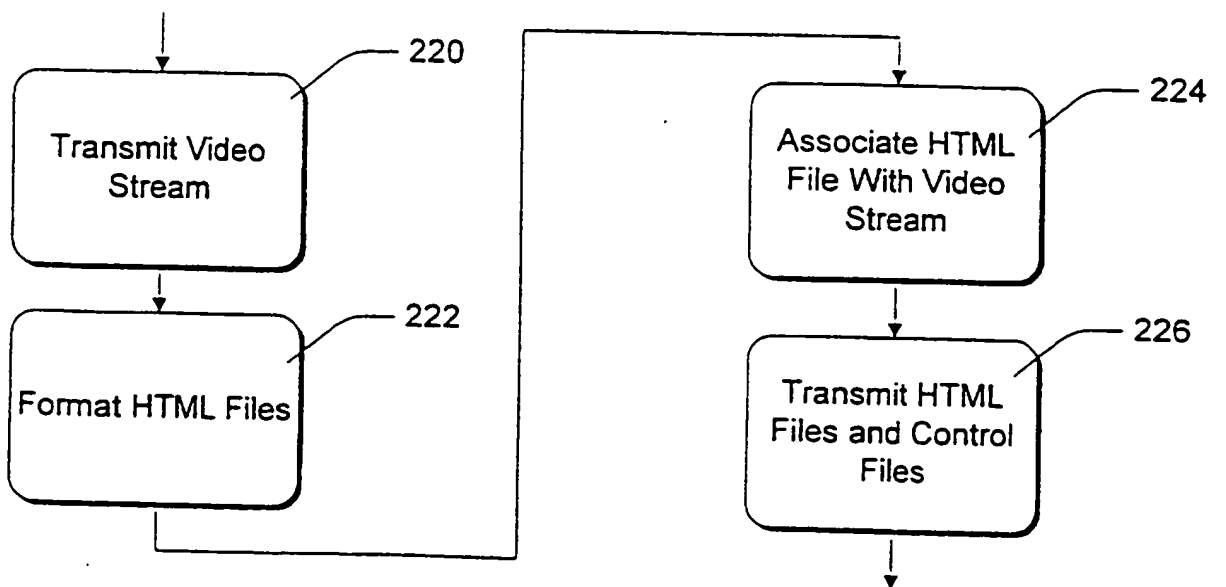 220
Transmit Video
Stream
222
Format HTML Files
224
Associate HTML
File With Video
Stream
226
Transmit HTML
Files and Control
Files